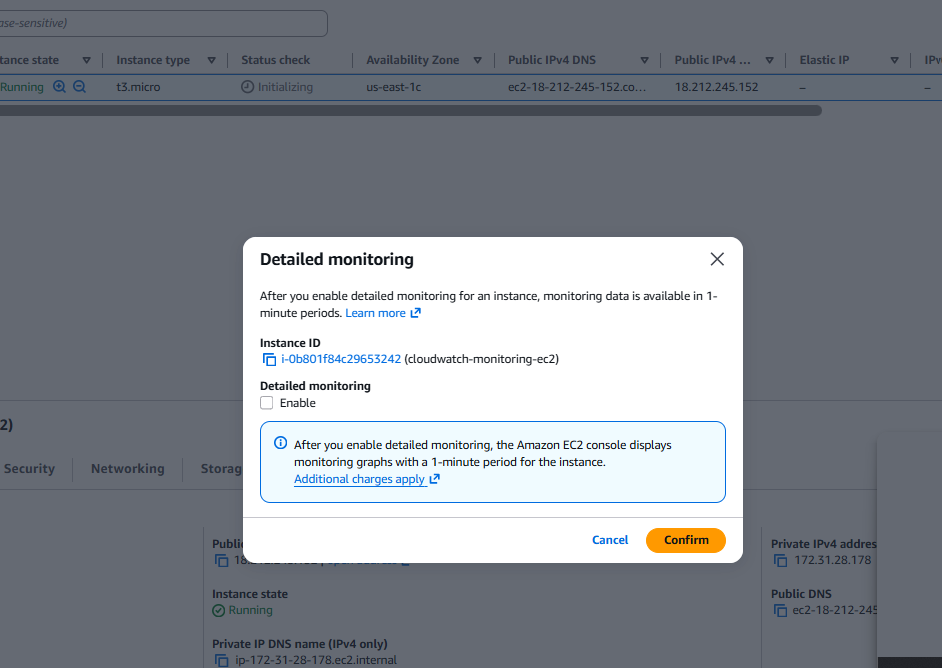 ase-sensitive)
tance state Instance type Status check Availability Zone Public IPv4 DNS Public IPv4 ... Elastic IP IPv
Running t3.micro Initializing us-east-1c ec2-18-212-245-152.co... 18.212.245.152 – –
Detailed monitoring
After you enable detailed monitoring for an instance, monitoring data is available in 1-
minute periods. Learn more
Instance ID
i-0b801f84c29653242 (cloudwatch-monitoring-ec2)
Detailed monitoring
Enable
After you enable detailed monitoring, the Amazon EC2 console displays
monitoring graphs with a 1-minute period for the instance.
Additional charges apply
Cancel Confirm
2)
Security Networking Storag
Public
Private IPv4 addres
172.31.28.178
Instance state
Running
Public DNS
ec2-18-212-245
Private IP DNS name (IPv4 only)
ip-172-31-28-178.ec2.internal